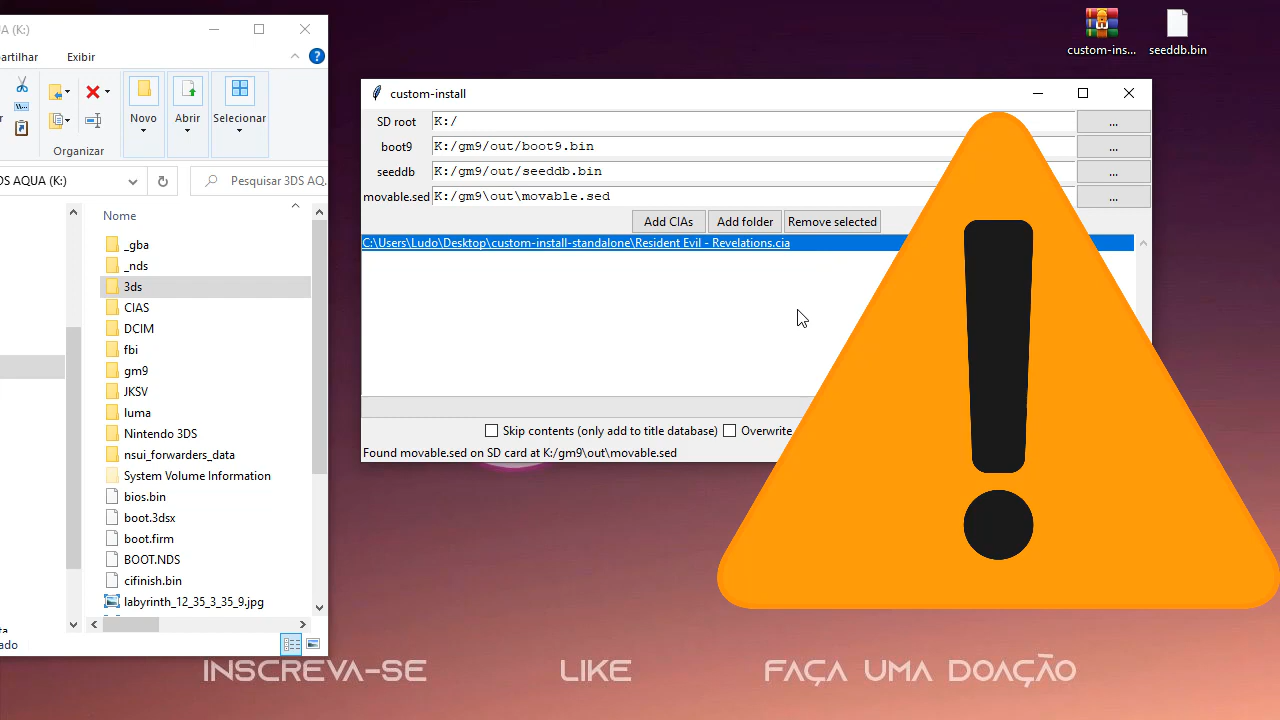 UA (K:)
artilhar
Exibir
Novo
Abrir
Selecionar
Organizar
DS AQUA (K:)
Pesquisar 3DS AQ...
Nome
_gba
_nds
3ds
CIAS
DCIM
fbi
gm9
JKSV
luma
Nintendo 3DS
nsui_forwarders_data
System Volume Information
bios.bin
boot.3dsx
boot.firm
BOOT.NDS
cifinish.bin
labyrinth_12_35_3_35_9.jpg
ado
custom-install
SD root
K:/
...
boot9
K:/gm9/out/boot9.bin
...
seeddb
K:/gm9/out/seeddb.bin
...
movable.sed
K:/gm9\out\movable.sed
...
Add CIAs
Add folder
Remove selected
C:\Users\Ludo\Desktop\custom-install-standalone\Resident Evil - Revelations.cia
Skip contents (only add to title database)
Overwrite
Found movable.sed on SD card at K:/gm9\out\movable.sed
custom-ins...
seeddb.bin
!
INSCREVA-SE
LIKE
FAÇA UMA DOAÇÃO